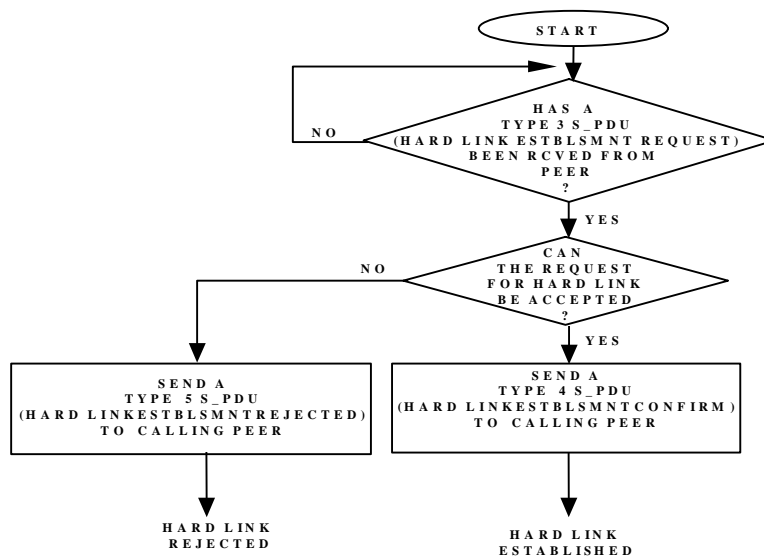 START
HAS A
TYPE 3 S_PDU
(HARD LINK ESTBLSMNT REQUEST)
BEEN RCVED FROM
PEER
?
NO
YES
CAN
THE REQUEST
FOR HARD LINK
BE ACCEPTED
?
NO
YES
SEND A
TYPE 5 S_PDU
(HARD LINKESTBLSMNTREJECTED)
TO CALLING PEER
SEND A
TYPE 4 S_PDU
(HARD LINKESTBLSMNTCONFIRM)
TO CALLING PEER
HARD LINK
REJECTED
HARD LINK
ESTABLISHED